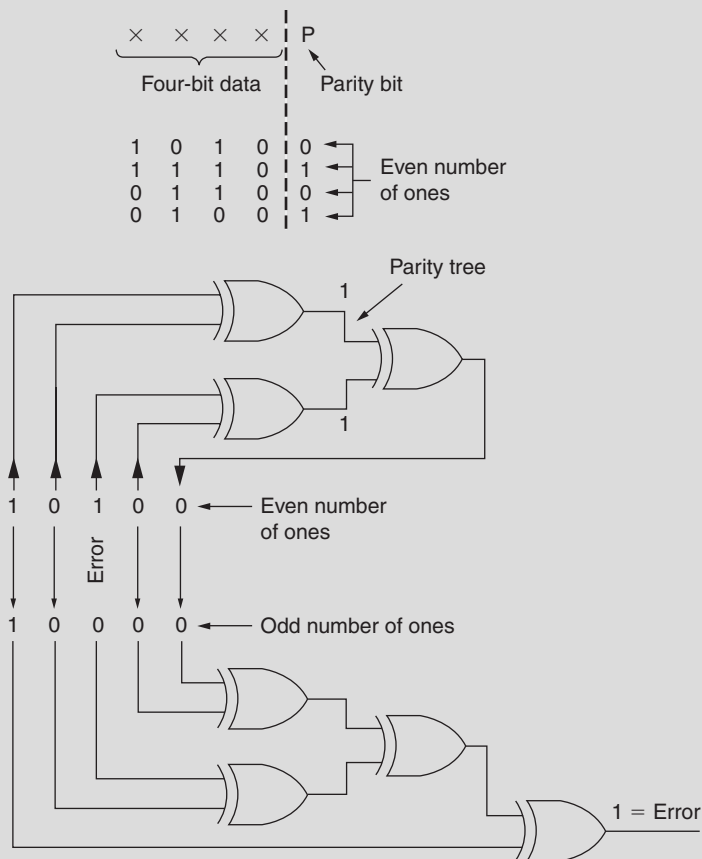 × × × × P
Four-bit data Parity bit
1 0 1 0 0
1 1 1 0 1
0 1 1 0 0
0 1 0 0 1
Even number
of ones
Parity tree
1
1
1 0 1 0 0
Even number
of ones
Error
1 0 0 0 0
Odd number of ones
1 = Error